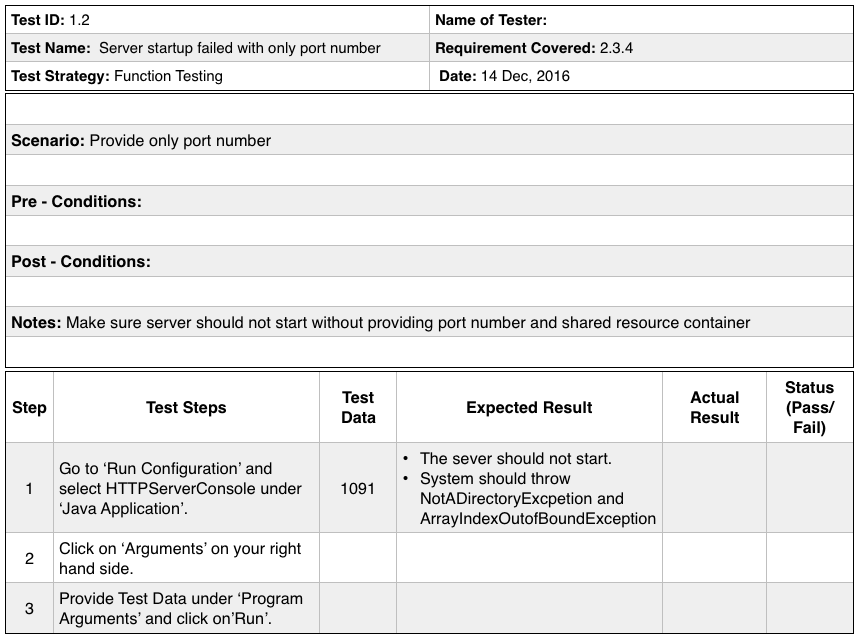 Test ID: 1.2
Name of Tester:
Test Name: Server startup failed with only port number
Requirement Covered: 2.3.4
Test Strategy: Function Testing
Date: 14 Dec, 2016
Scenario: Provide only port number
Pre - Conditions:
Post - Conditions:
Notes: Make sure server should not start without providing port number and shared resource container
Step
Test Steps
Test
Data
Expected Result
Actual
Result
Status
(Pass/
Fail)
1
Go to ‘Run Configuration’ and
select HTTPServerConsole under
‘Java Application’.
1091
• The sever should not start.
• System should throw
NotADirectoryExcpetion and
ArrayIndexOutofBoundException
2
Click on ‘Arguments’ on your right
hand side.
3
Provide Test Data under ‘Program
Arguments’ and click on’Run’.